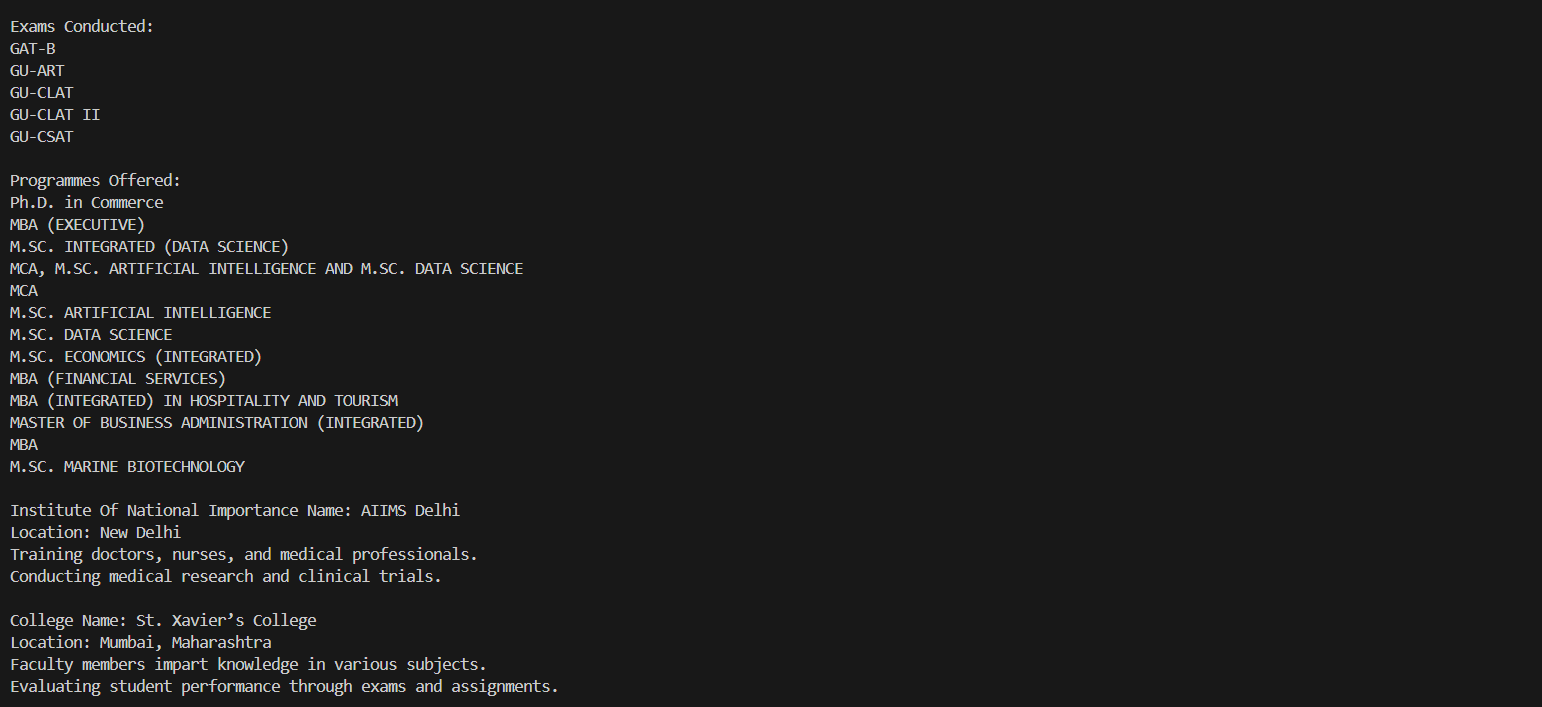 Exams Conducted:
GAT-B
GU-ART
GU-CLAT
GU-CLAT II
GU-CSAT
Programmes Offered:
Ph.D. in Commerce
MBA (EXECUTIVE)
M.SC. INTEGRATED (DATA SCIENCE)
MCA, M.SC. ARTIFICIAL INTELLIGENCE AND M.SC. DATA SCIENCE
MCA
M.SC. ARTIFICIAL INTELLIGENCE
M.SC. DATA SCIENCE
M.SC. ECONOMICS (INTEGRATED)
MBA (FINANCIAL SERVICES)
MBA (INTEGRATED) IN HOSPITALITY AND TOURISM
MASTER OF BUSINESS ADMINISTRATION (INTEGRATED)
MBA
M.SC. MARINE BIOTECHNOLOGY
Institute Of National Importance Name: AIIMS Delhi
Location: New Delhi
Training doctors, nurses, and medical professionals.
Conducting medical research and clinical trials.
College Name: St. Xavier’s College
Location: Mumbai, Maharashtra
Faculty members impart knowledge in various subjects.
Evaluating student performance through exams and assignments.